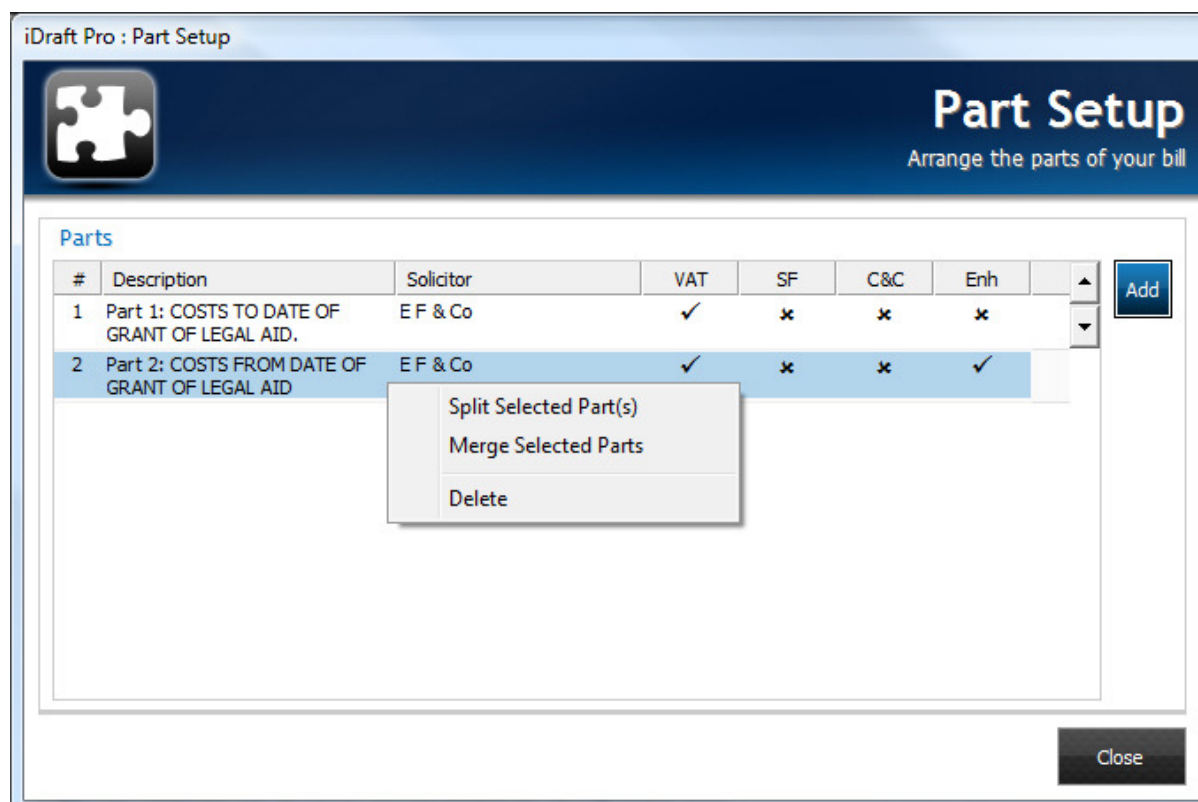 iDraft Pro : Part Setup
Part Setup
Arrange the parts of your bill
Parts
# Description Solicitor VAT SF C&C Enh
Add
1 Part 1: COSTS TO DATE OF E F & Co
GRANT OF LEGAL AID.
2 Part 2: COSTS FROM DATE OF E F & Co
GRANT OF LEGAL AID
Split Selected Part(s)
Merge Selected Parts
Delete
Close